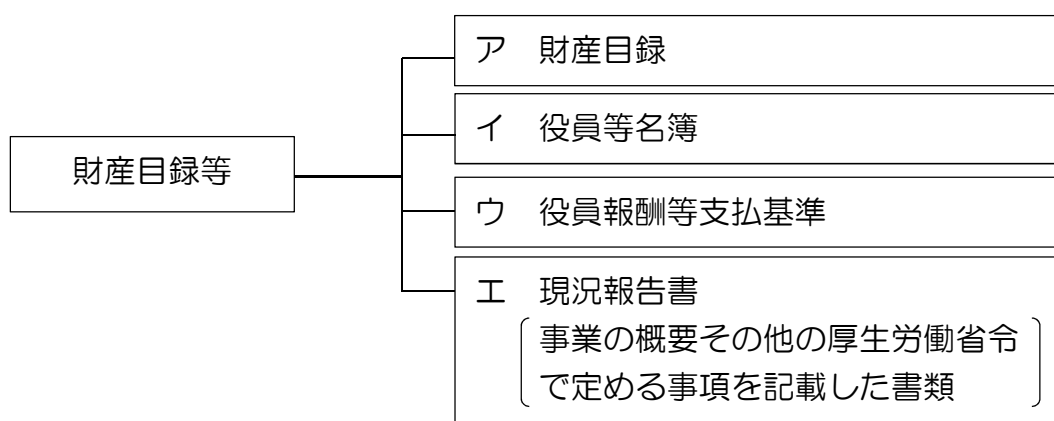 財産目録等
ア　財産目録
イ　役員等名簿
ウ　役員報酬等支払基準
エ　現況報告書
事業の概要その他の厚生労働省令
で定める事項を記載した書類